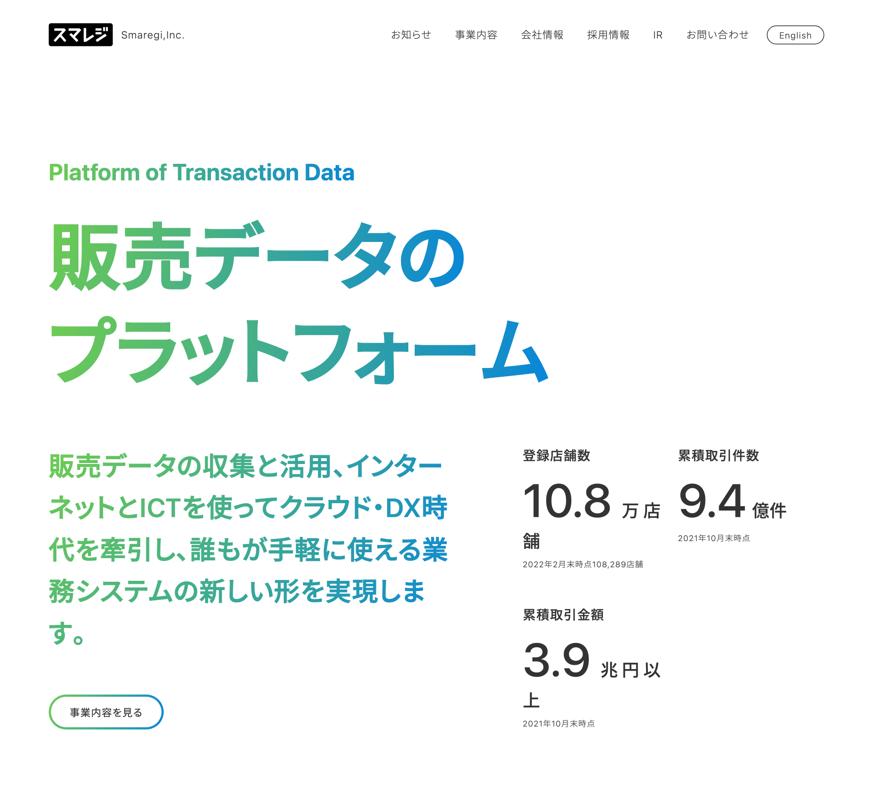 スマレジ Smaregi,Inc. お知らせ 事業内容 会社情報 採用情報 IR お問い合わせ English
Platform of Transaction Data
販売データの
プラットフォーム
販売データの収集と活用、インター
ネットとICTを使ってクラウド・DX時
代を牽引し、誰もが手軽に使える業
務システムの新しい形を実現しま
す。
事業内容を見る
登録店舗数
10.8 万店
舗
2022年2月末時点108,289店舗
累積取引件数
9.4 億件
2021年10月末時点
累積取引金額
3.9 兆円以
上
2021年10月末時点